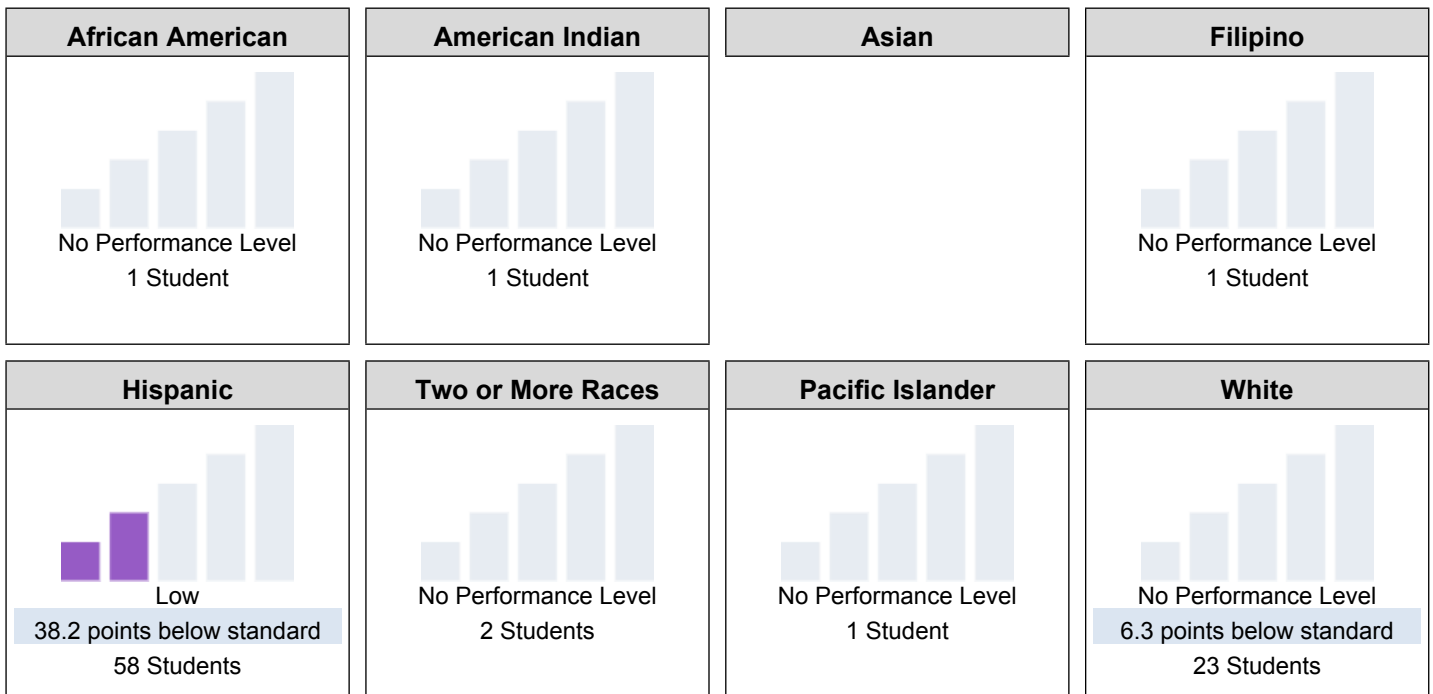 African American
No Performance Level
1 Student
American Indian
No Performance Level
1 Student
Asian
Filipino
No Performance Level
1 Student
Hispanic
Low
38.2 points below standard
58 Students
Two or More Races
No Performance Level
2 Students
Pacific Islander
No Performance Level
1 Student
White
No Performance Level
6.3 points below standard
23 Students